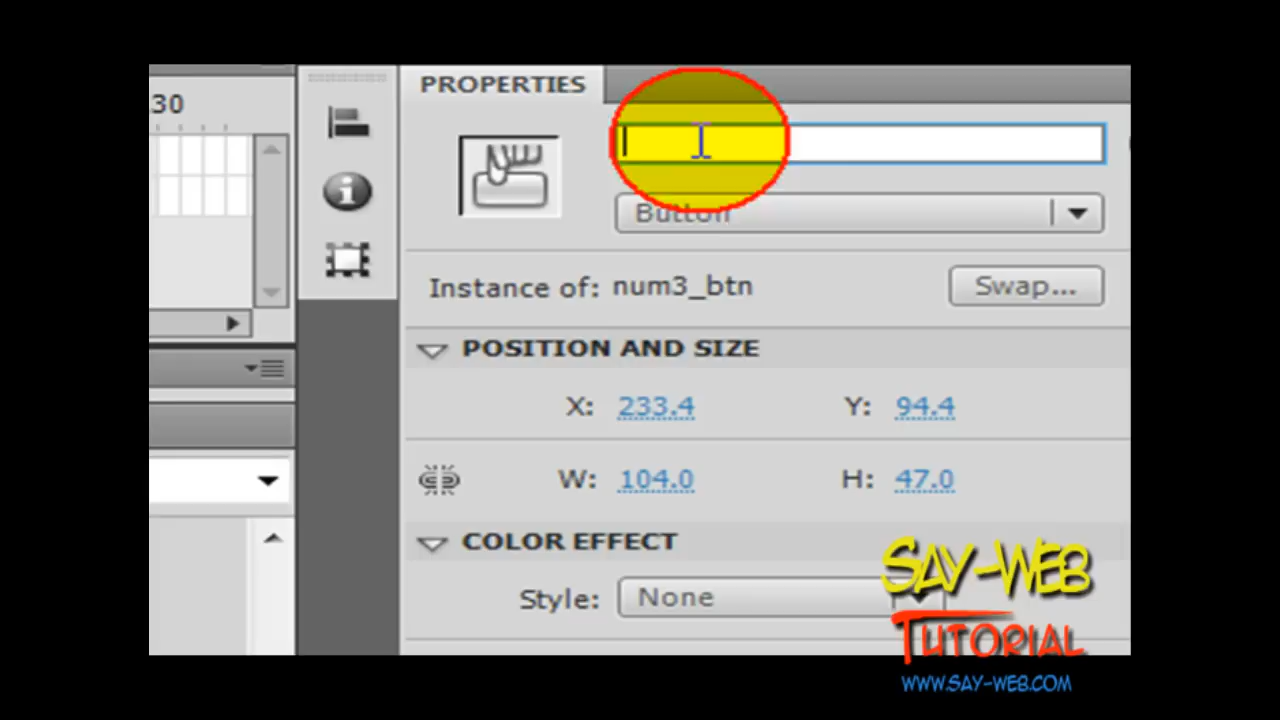 PROPERTIES
30
Button
Instance of: num3_btn Swap...
POSITION AND SIZE
X: 233.4 Y: 94.4
W: 104.0 H: 47.0
COLOR EFFECT
Style: None
SAY-WEB
TUTORIAL
WWW.SAY-WEB.COM